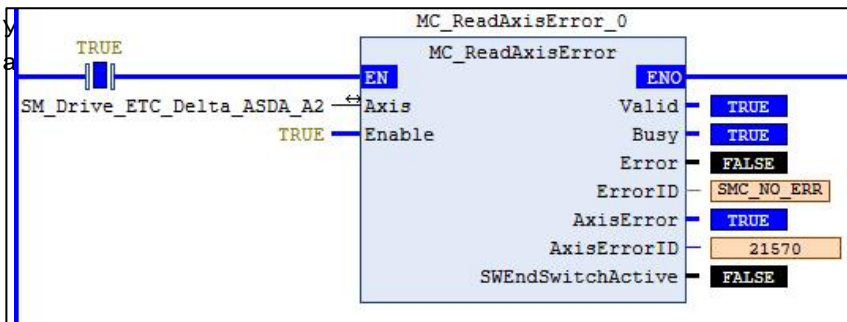 MC_ReadAxisError_0
y
TRUE
MC_ReadAxisError
a
EN
ENO
SM_Drive_ETC_Delta_ASDA_A2
Axis
Valid
TRUE
TRUE
Enable
Busy
TRUE
Error
FALSE
ErrorID
SMC_NO_ERR
AxisError
TRUE
AxisErrorID
21570
SWEndSwitchActive
FALSE